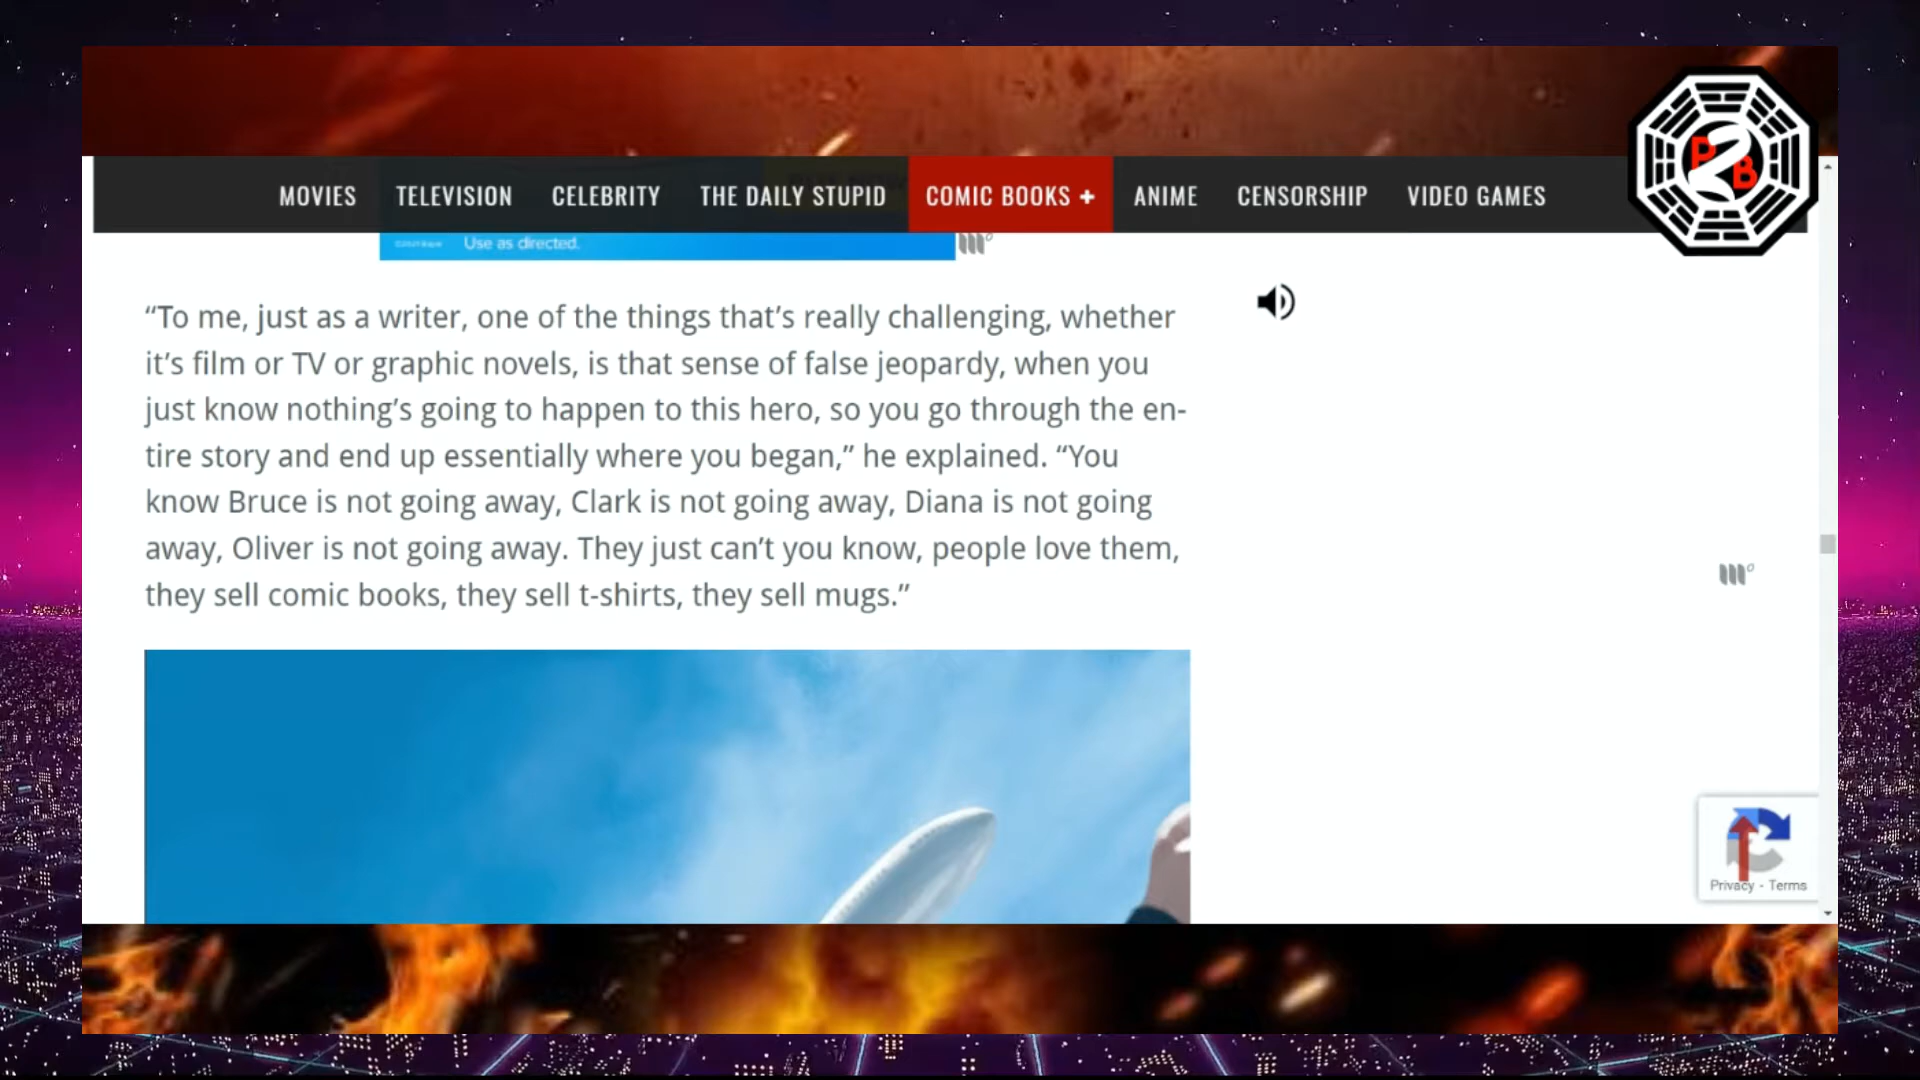 MOVIES TELEVISION CELEBRITY THE DAILY STUPID COMIC BOOKS + ANIME CENSORSHIP VIDEO GAMES
Use as directed.
“To me, just as a writer, one of the things that’s really challenging, whether
it’s film or TV or graphic novels, is that sense of false jeopardy, when you
just know nothing’s going to happen to this hero, so you go through the en-
tire story and end up essentially where you began,” he explained. “You
know Bruce is not going away, Clark is not going away, Diana is not going
away, Oliver is not going away. They just can’t you know, people love them,
they sell comic books, they sell t-shirts, they sell mugs.”
Privacy - Terms